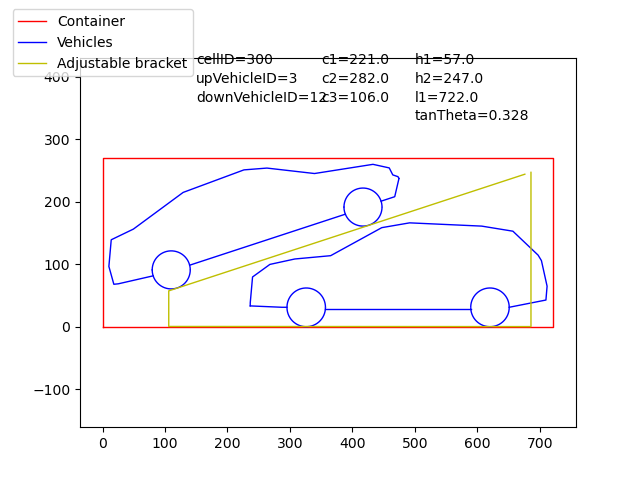 Container
Vehicles
Adjustable bracket
cellID=300 c1=221.0 h1=57.0
upVehicleID=3 c2=282.0 h2=247.0
downVehicleID=12 c3=106.0 l1=722.0
tanTheta=0.328
400
300
200
100
0
−100
0 100 200 300 400 500 600 700